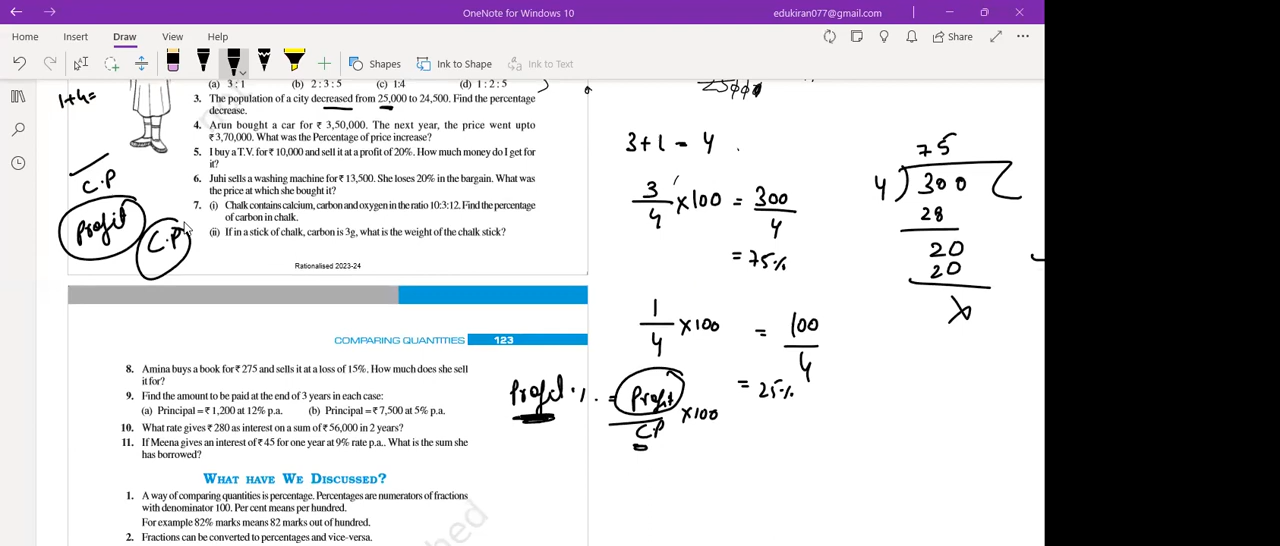 OneNote for Windows 10
edukiran077@gmail.com
Home Insert Draw View Help
Share
Shapes Ink to Shape Ink to Text
(a) 3:1 (b) 2:3:5 (c) 1:4 (d) 1:2:5
3. The population of a city decreased from 25,000 to 24,500. Find the percentage
decrease.
4. Arun bought a car for ₹ 3,50,000. The next year, the price went upto
₹ 3,70,000. What was the Percentage of price increase?
5. I buy a T.V. for ₹ 10,000 and sell it at a profit of 20%. How much money do I get for
it?
6. Juhi sells a washing machine for ₹ 13,500. She loses 20% in the bargain. What was
the price at which she bought it?
7. (i) Chalk contains calcium, carbon and oxygen in the ratio 10:3:12. Find the percentage
of carbon in chalk.
(ii) If in a stick of chalk, carbon is 3g, what is the weight of the chalk stick?
Rationalised 2023-24
1+4=
C.P
Profit
C.P
COMPARING QUANTITIES 123
8. Amina buys a book for ₹ 275 and sells it at a loss of 15%. How much does she sell
it for?
9. Find the amount to be paid at the end of 3 years in each case:
(a) Principal = ₹ 1,200 at 12% p.a. (b) Principal = ₹ 7,500 at 5% p.a.
10. What rate gives ₹ 280 as interest on a sum of ₹ 56,000 in 2 years?
11. If Meena gives an interest of ₹ 45 for one year at 9% rate p.a.. What is the sum she
has borrowed?
WHAT HAVE WE DISCUSSED?
1. A way of comparing quantities is percentage. Percentages are numerators of fractions
with denominator 100. Per cent means per hundred.
For example 82% marks means 82 marks out of hundred.
2. Fractions can be converted to percentages and vice-versa.
3+1 = 4
3/4 ×100 = 300/4
= 75%
1/4 ×100 = 100/4
= 25%
Profit % = Profit/C.P ×100
75
4) 300
28
20
20